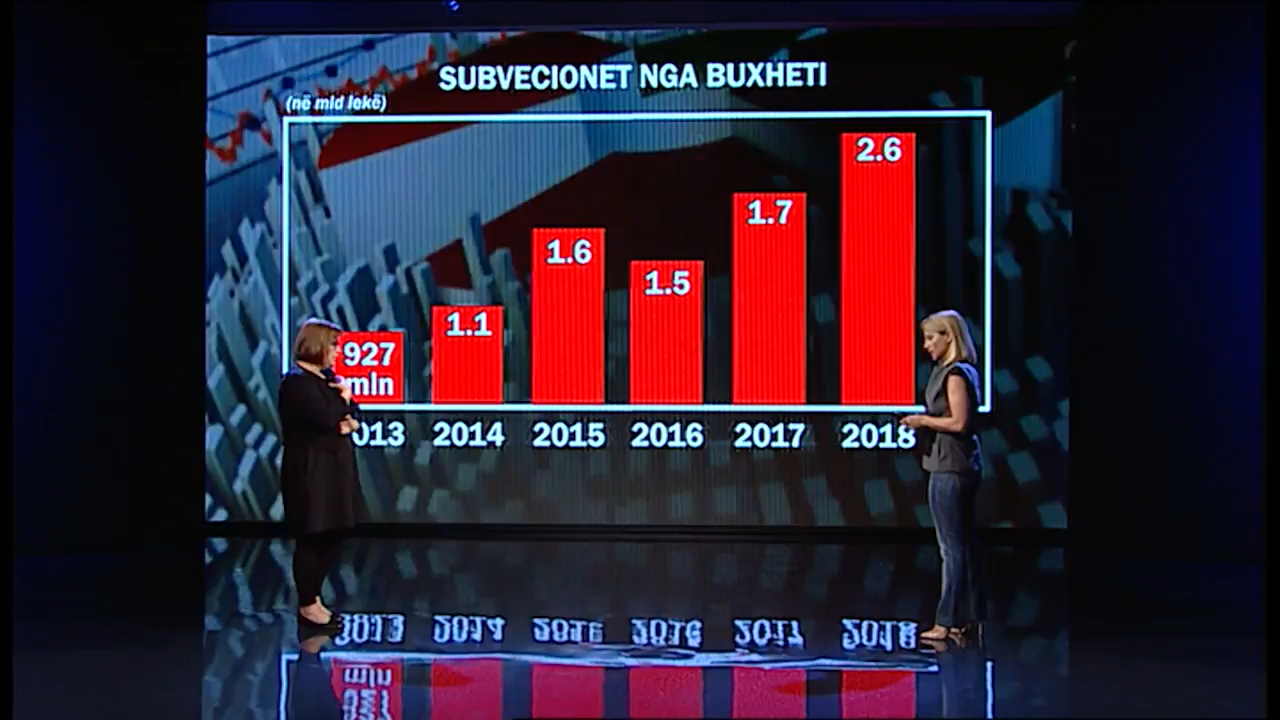 SUBVECIONET NGA BUXHETI
(në mld lekë)
2.6
1.7
1.6
1.5
1.1
927
mln
013 2014 2015 2016 2017 2018